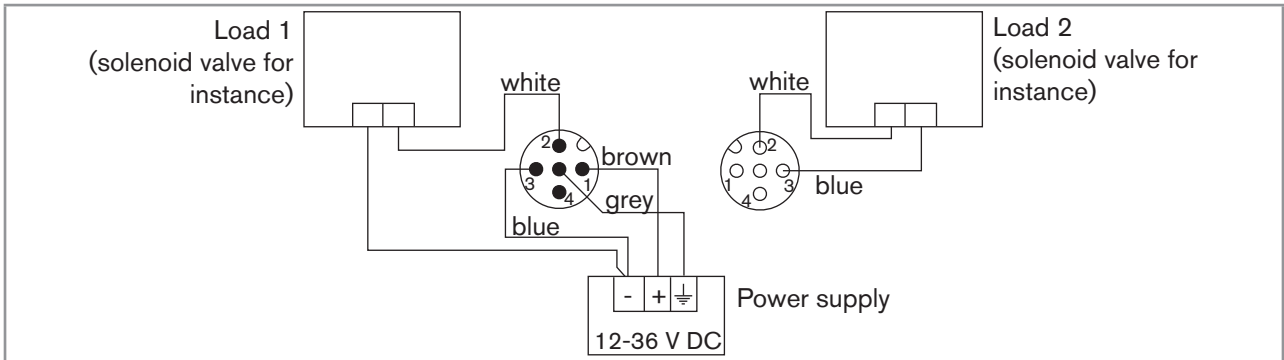 Load 1
(solenoid valve for
instance)
white
2
brown
3
1
4
grey
blue
Load 2
(solenoid valve for
instance)
white
2
1
3
4
blue
- +
Power supply
12-36 V DC